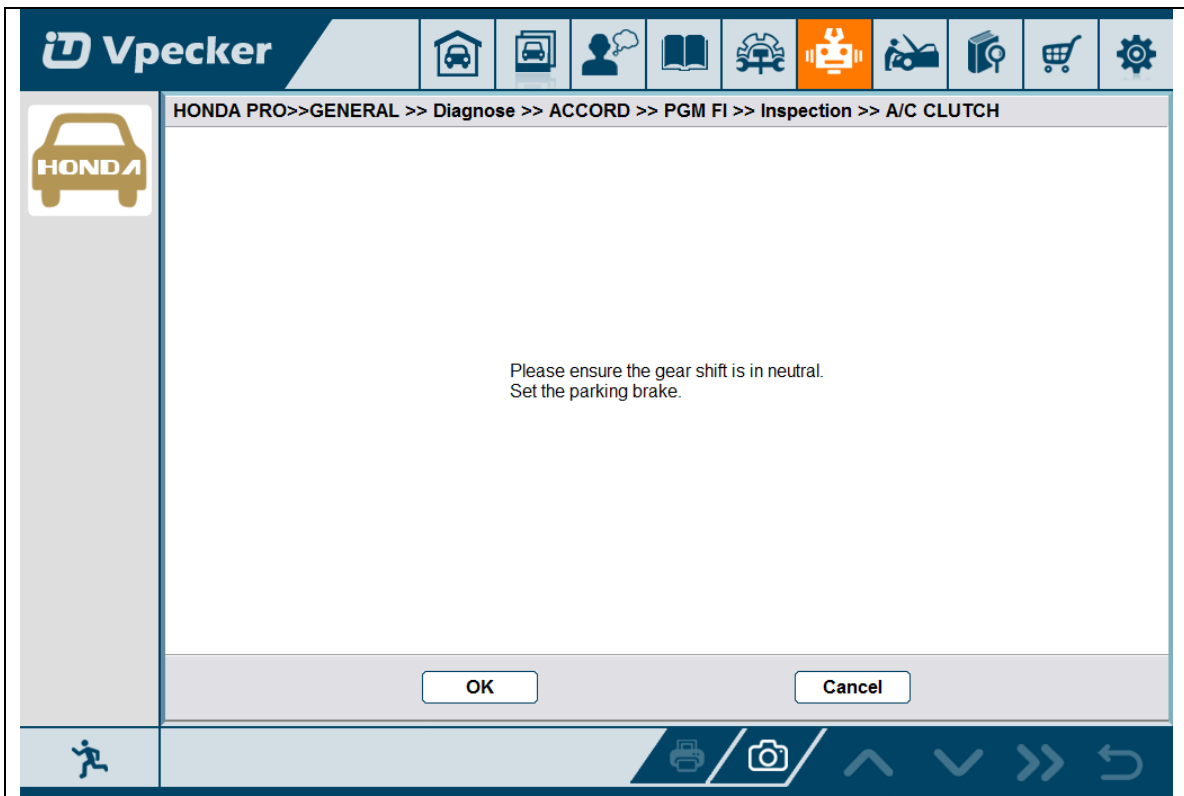 Vpecker
HONDA PRO>>GENERAL >> Diagnose >> ACCORD >> PGM FI >> Inspection >> A/C CLUTCH
HONDA
Please ensure the gear shift is in neutral.
Set the parking brake.
OK
Cancel